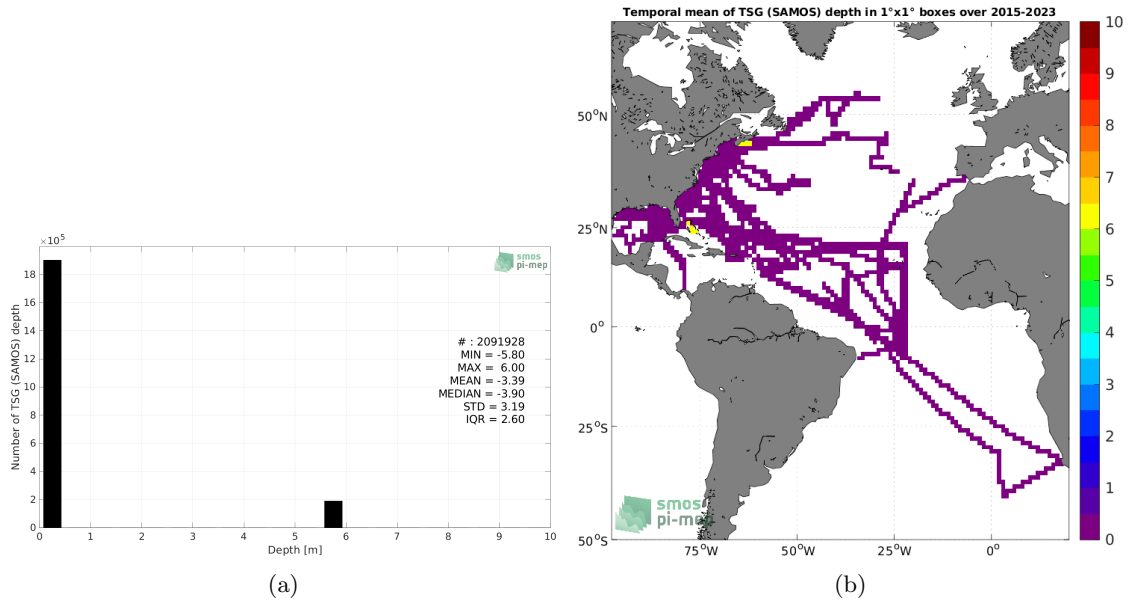 Temporal mean of TSG (SAMOS) depth in 1°x1° boxes over 2015-2023
×10⁵
18
16
14
12
10
8
6
4
2
0
Number of TSG (SAMOS) depth
smos
pi-mep
# : 2091928
MIN = -5.80
MAX = 6.00
MEAN = -3.39
MEDIAN = -3.90
STD = 3.19
IQR = 2.60
0 1 2 3 4 5 6 7 8 9 10
Depth [m]
(a)
50°N
25°N
0°
25°S
50°S
75°W 50°W 25°W 0°
smos
pi-mep
10
9
8
7
6
5
4
3
2
1
0
(b)